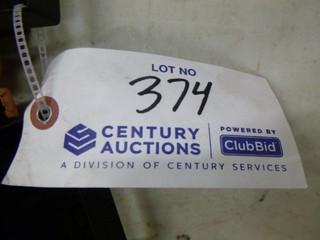 LOT NO
374
CENTURY AUCTIONS
POWERED BY
ClubBid
A DIVISION OF CENTURY SERVICES